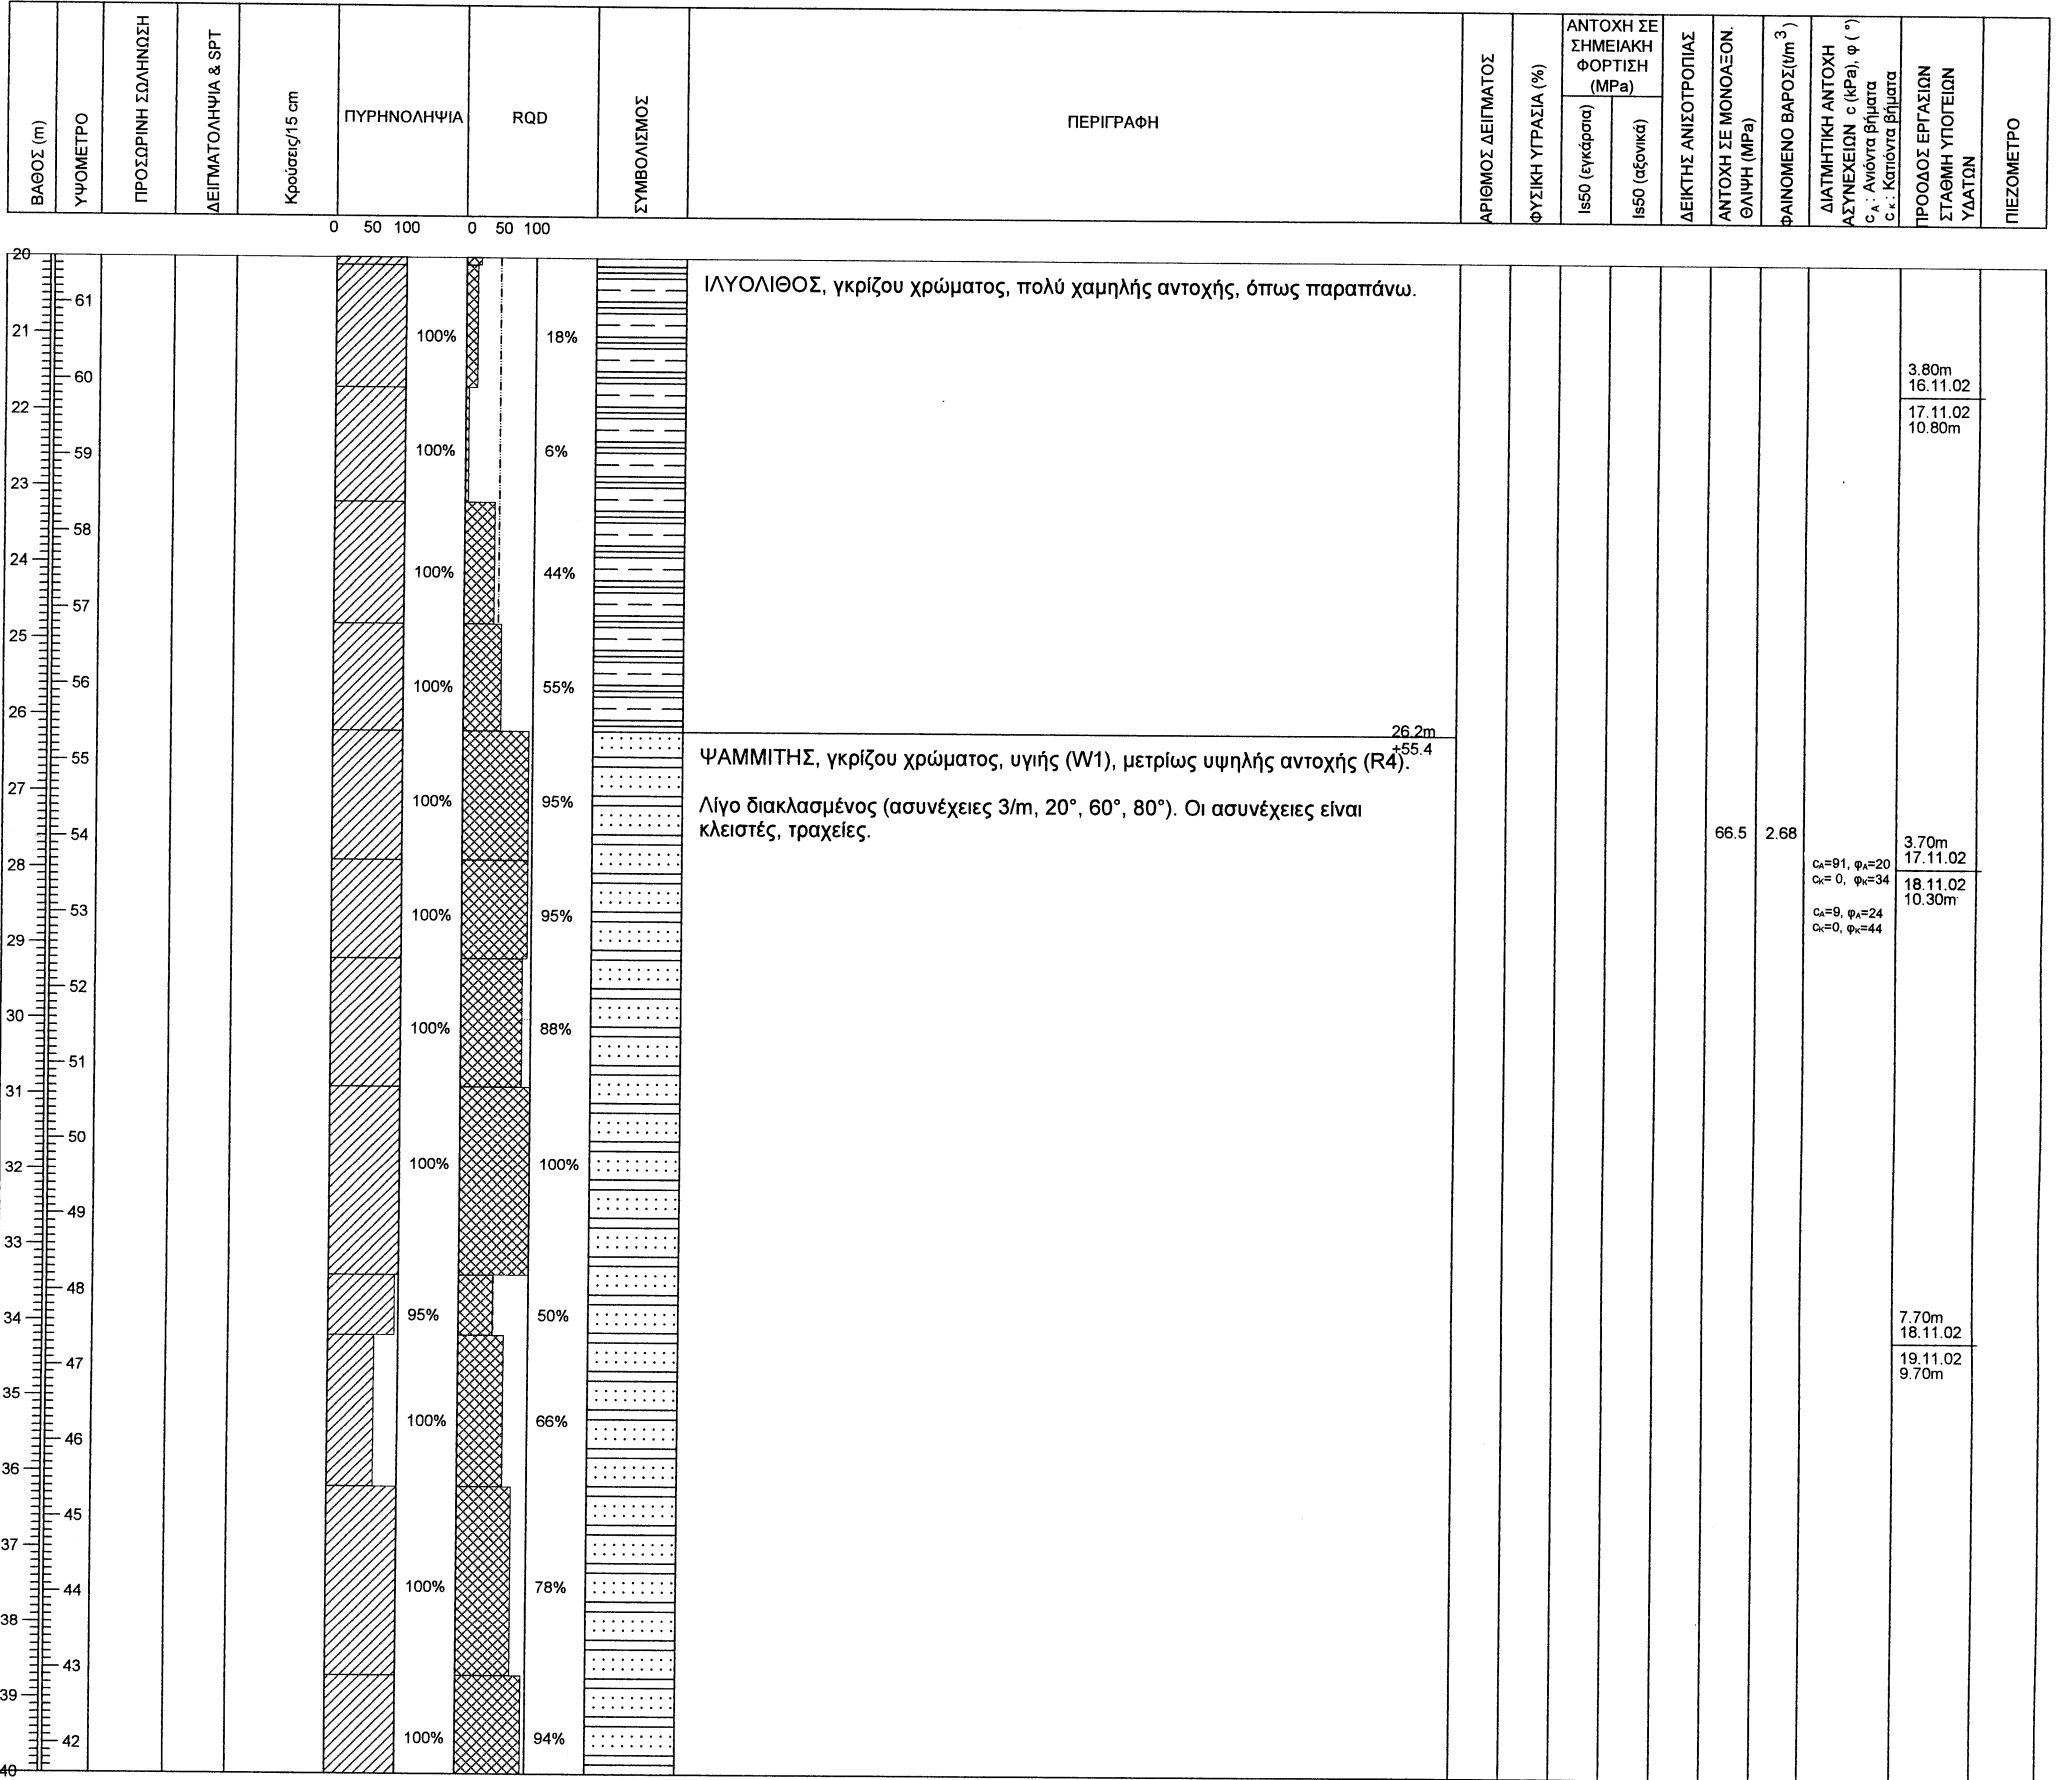 ΒΑΘΟΣ (m)
ΥΨΟΜΕΤΡΟ
ΠΡΟΣΩΡΙΝΗ ΣΩΛΗΝΩΣΗ
ΔΕΙΓΜΑΤΟΛΗΨΙΑ & SPT
Κρούσεις/15 cm
ΠΥΡΗΝΟΛΗΨΙΑ
RQD
ΣΥΜΒΟΛΙΣΜΟΣ
ΠΕΡΙΓΡΑΦΗ
ΑΡΙΘΜΟΣ ΔΕΙΓΜΑΤΟΣ
ΦΥΣΙΚΗ ΥΓΡΑΣΙΑ (%)
ΑΝΤΟΧΗ ΣΕ
ΣΗΜΕΙΑΚΗ
ΦΟΡΤΙΣΗ
(MPa)
Is50 (εγκάρσια)
Is50 (αξονικά)
ΔΕΙΚΤΗΣ ΑΝΙΣΟΤΡΟΠΙΑΣ
ΑΝΤΟΧΗ ΣΕ ΜΟΝΟΑΞΟΝ.
ΘΛΙΨΗ (MPa)
ΦΑΙΝΟΜΕΝΟ ΒΑΡΟΣ(t/m³)
ΔΙΑΤΜΗΤΙΚΗ ΑΝΤΟΧΗ
ΑΣΥΝΕΧΕΙΩΝ c (kPa), φ (°)
c_A : Ανιόντα βήματα
c_κ : Κατιόντα βήματα
ΠΡΟΟΔΟΣ ΕΡΓΑΣΙΩΝ
ΣΤΑΘΜΗ ΥΠΟΓΕΙΩΝ
ΥΔΑΤΩΝ
ΠΙΕΖΟΜΕΤΡΟ
0 50 100
0 50 100
20
ΙΛΥΟΛΙΘΟΣ, γκρίζου χρώματος, πολύ χαμηλής αντοχής, όπως παραπάνω.
61
21
100%
18%
60
3.80m
16.11.02
22
17.11.02
10.80m
59
100%
6%
23
58
24
100%
44%
57
25
56
100%
55%
26
26.2m
+55.4
55
ΨΑΜΜΙΤΗΣ, γκρίζου χρώματος, υγιής (W1), μετρίως υψηλής αντοχής (R4).
27
100%
95%
Λίγο διακλασμένος (ασυνέχειες 3/m, 20°, 60°, 80°). Οι ασυνέχειες είναι
κλειστές, τραχείες.
54
66.5
2.68
3.70m
17.11.02
28
c_A=91, φ_A=20
c_K= 0, φ_K=34
18.11.02
10.30m
53
100%
95%
c_A=9, φ_A=24
c_K=0, φ_K=44
29
52
30
100%
88%
51
31
50
32
100%
100%
49
33
48
34
95%
50%
7.70m
18.11.02
47
19.11.02
9.70m
35
100%
66%
46
36
45
37
44
100%
78%
38
43
39
42
100%
94%
40